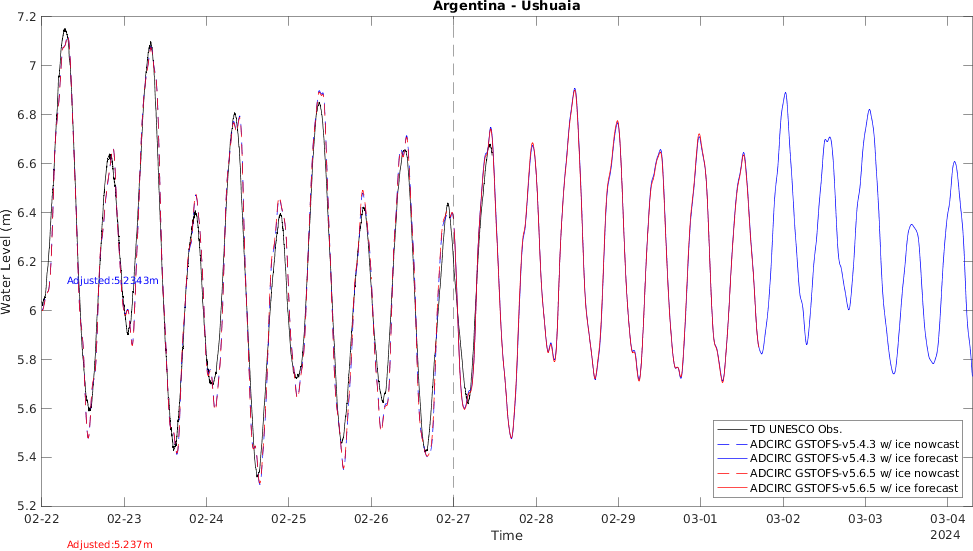 Argentina - Ushuaia
7.2
7
6.8
6.6
6.4
6.2
6
5.8
5.6
5.4
5.2
Water Level (m)
Adjusted:5.2343m
TD UNESCO Obs.
ADCIRC GSTOFS-v5.4.3 w/ ice nowcast
ADCIRC GSTOFS-v5.4.3 w/ ice forecast
ADCIRC GSTOFS-v5.6.5 w/ ice nowcast
ADCIRC GSTOFS-v5.6.5 w/ ice forecast
02-22 02-23 02-24 02-25 02-26 02-27 02-28 02-29 03-01 03-02 03-03 03-04
2024
Time
Adjusted:5.237m